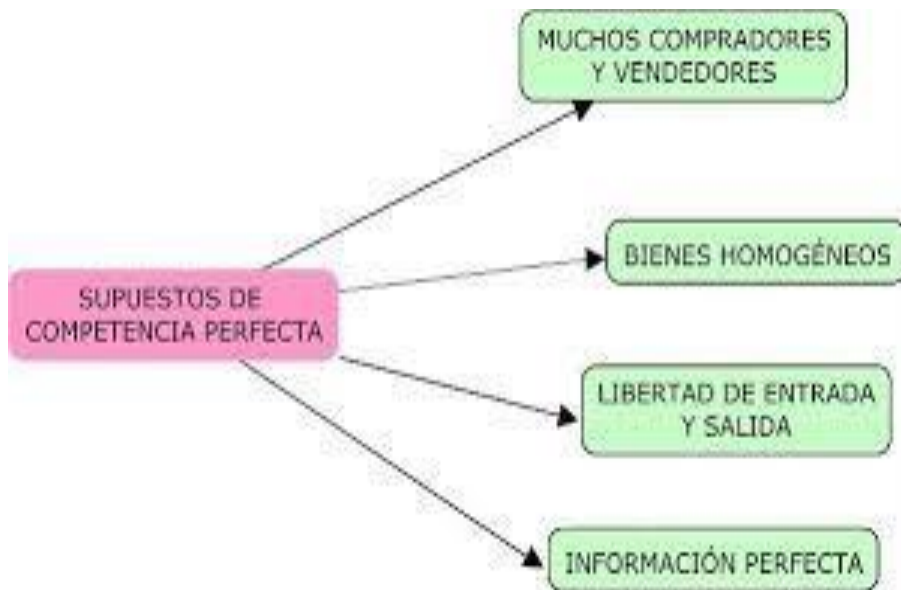 MUCHOS COMPRADORES
Y VENDEDORES
BIENES HOMOGÉNEOS
SUPUESTOS DE
COMPETENCIA PERFECTA
LIBERTAD DE ENTRADA
Y SALIDA
INFORMACIÓN PERFECTA